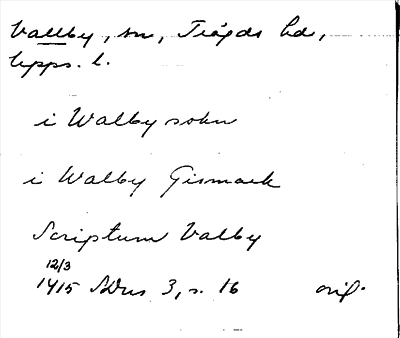 Vallby, sn, Trögds hd,
Upps. l.
i Walby sokn
i Walby Gismark
Scriptum Valby
12/3
1415 SDns 3, s. 16 orig.